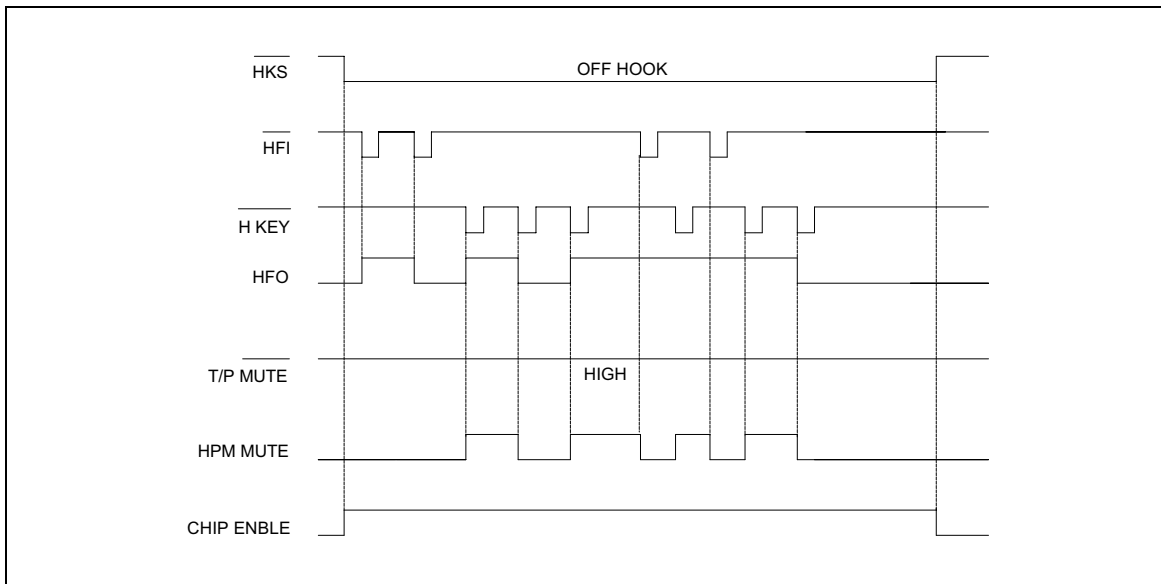 HKS
OFF HOOK
HFI
H KEY
HFO
T/P MUTE
HIGH
HPM MUTE
CHIP ENBLE